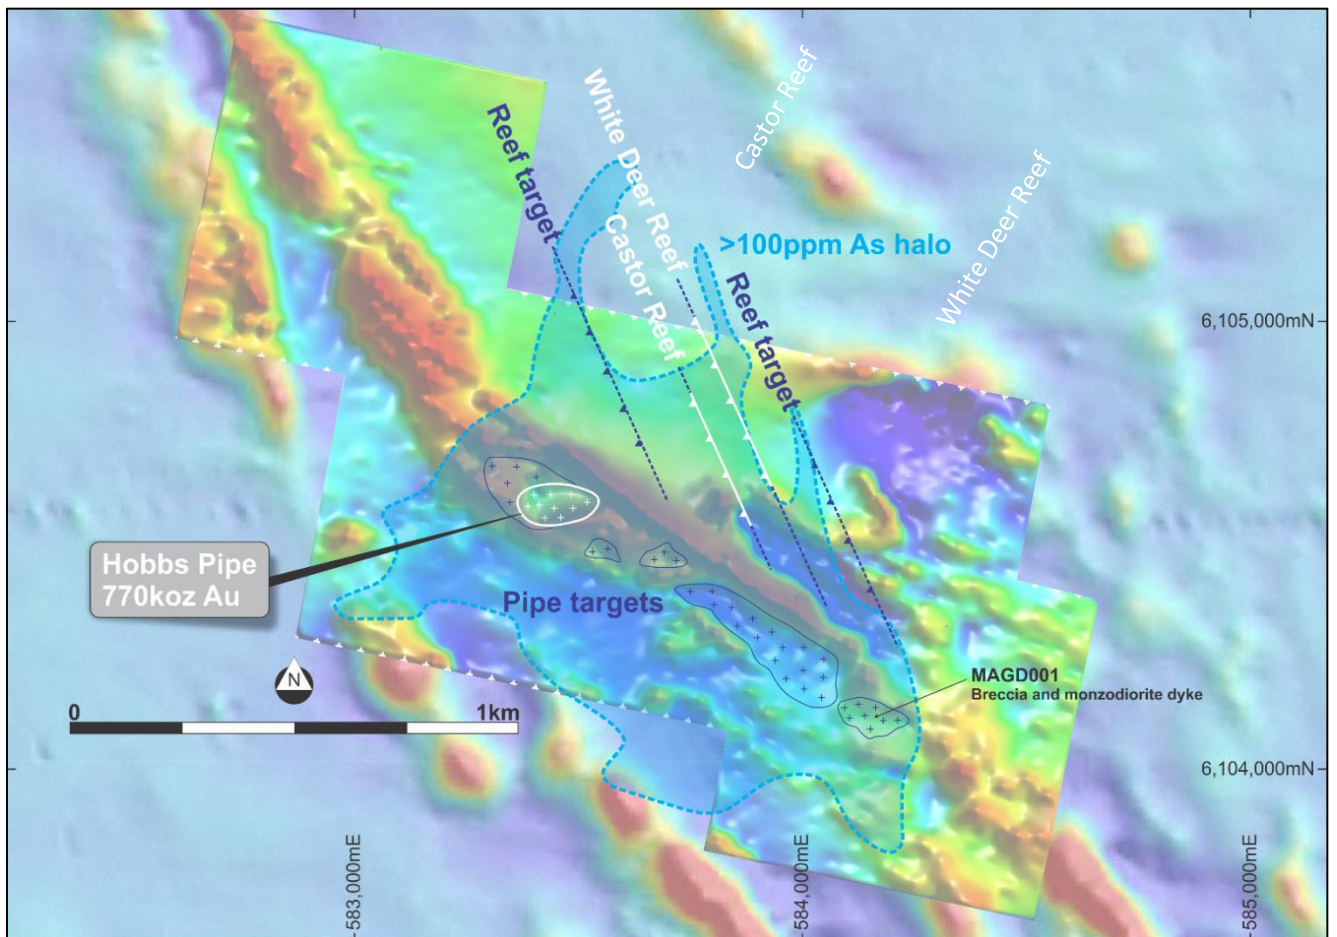 Castor Reef
White Deer Reef
Reef target
White Deer Reef
Castor Reef
>100ppm As halo
Reef target
6,105,000mN
Hobbs Pipe
770koz Au
Pipe targets
N
MAGD001
Breccia and monzodiorite dyke
0
1km
6,104,000mN
583,000mE
584,000mE
585,000mE